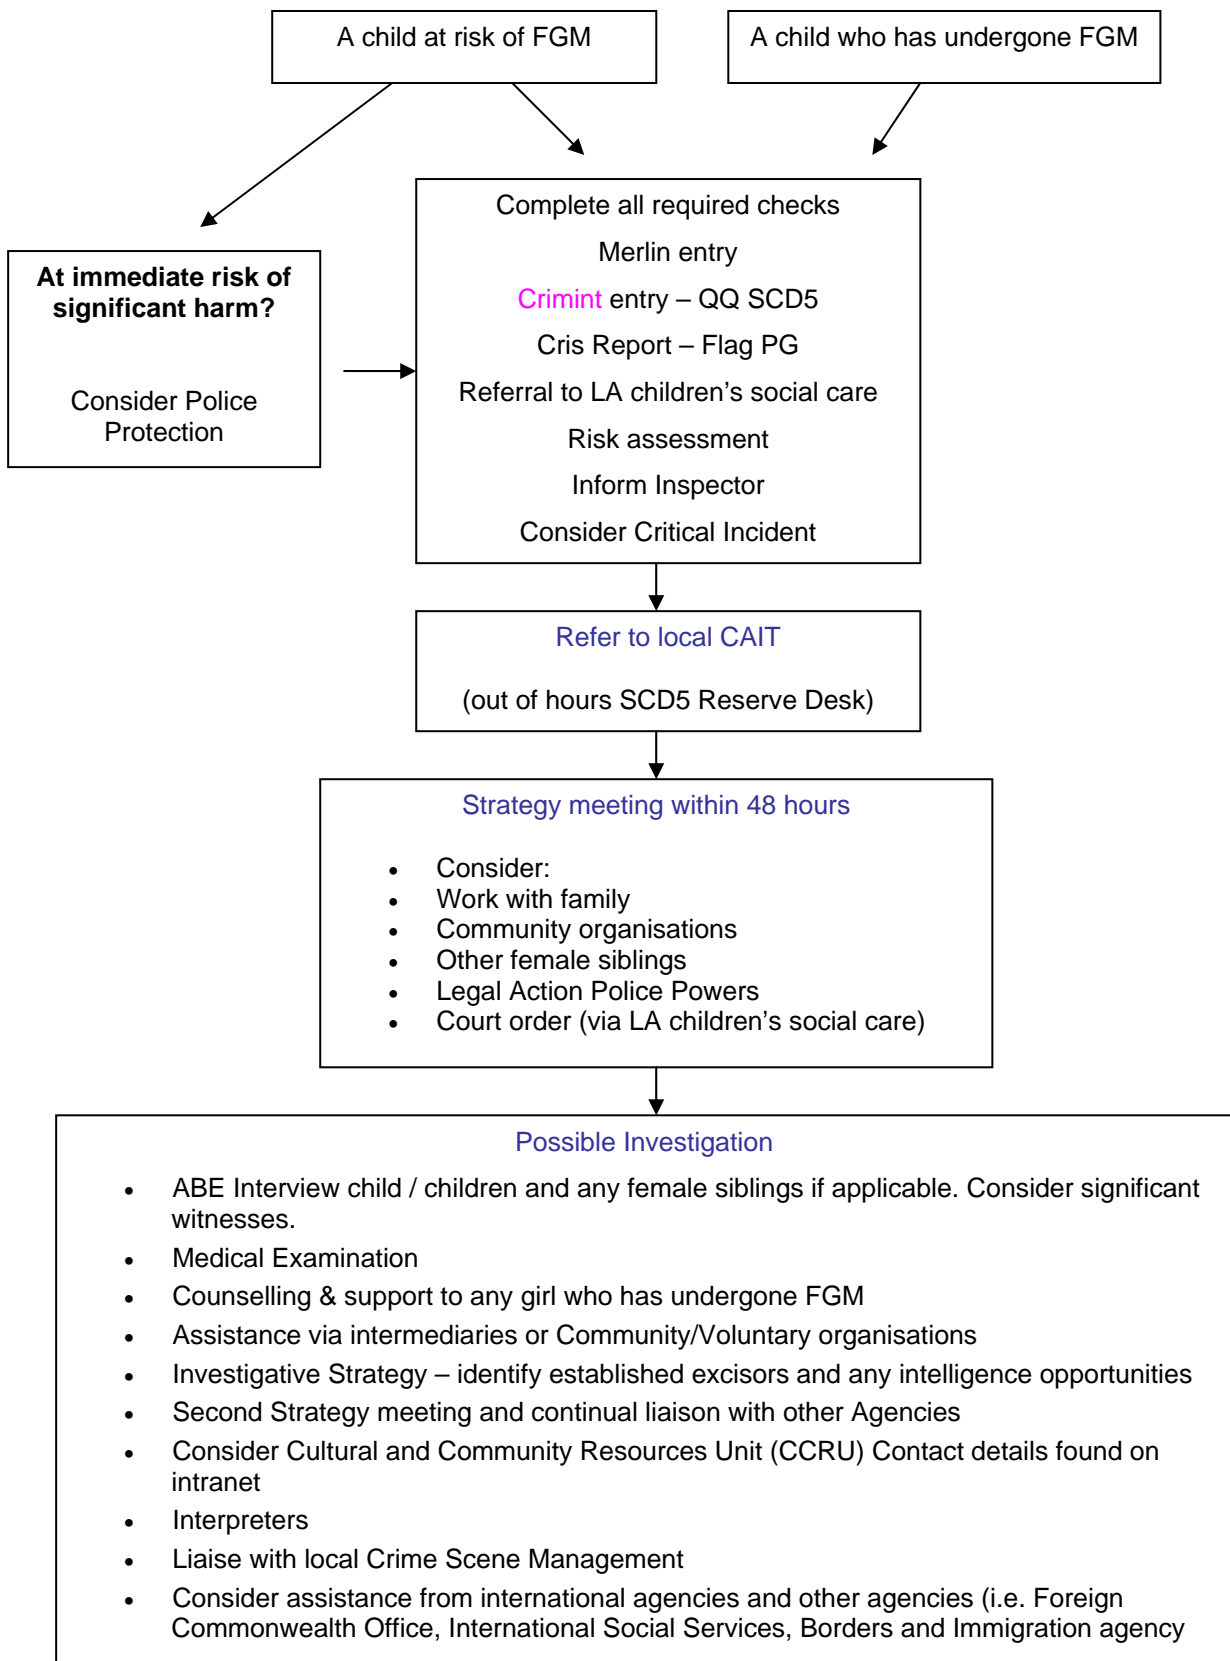 A child at risk of FGM
A child who has undergone FGM
At immediate risk of
significant harm?
Consider Police
Protection
Complete all required checks
Merlin entry
Crimint entry – QQ SCD5
Cris Report – Flag PG
Referral to LA children’s social care
Risk assessment
Inform Inspector
Consider Critical Incident
Refer to local CAIT
(out of hours SCD5 Reserve Desk)
Strategy meeting within 48 hours
• Consider:
• Work with family
• Community organisations
• Other female siblings
• Legal Action Police Powers
• Court order (via LA children’s social care)
Possible Investigation
• ABE Interview child / children and any female siblings if applicable. Consider significant
witnesses.
• Medical Examination
• Counselling & support to any girl who has undergone FGM
• Assistance via intermediaries or Community/Voluntary organisations
• Investigative Strategy – identify established excisors and any intelligence opportunities
• Second Strategy meeting and continual liaison with other Agencies
• Consider Cultural and Community Resources Unit (CCRU) Contact details found on
intranet
• Interpreters
• Liaise with local Crime Scene Management
• Consider assistance from international agencies and other agencies (i.e. Foreign
Commonwealth Office, International Social Services, Borders and Immigration agency